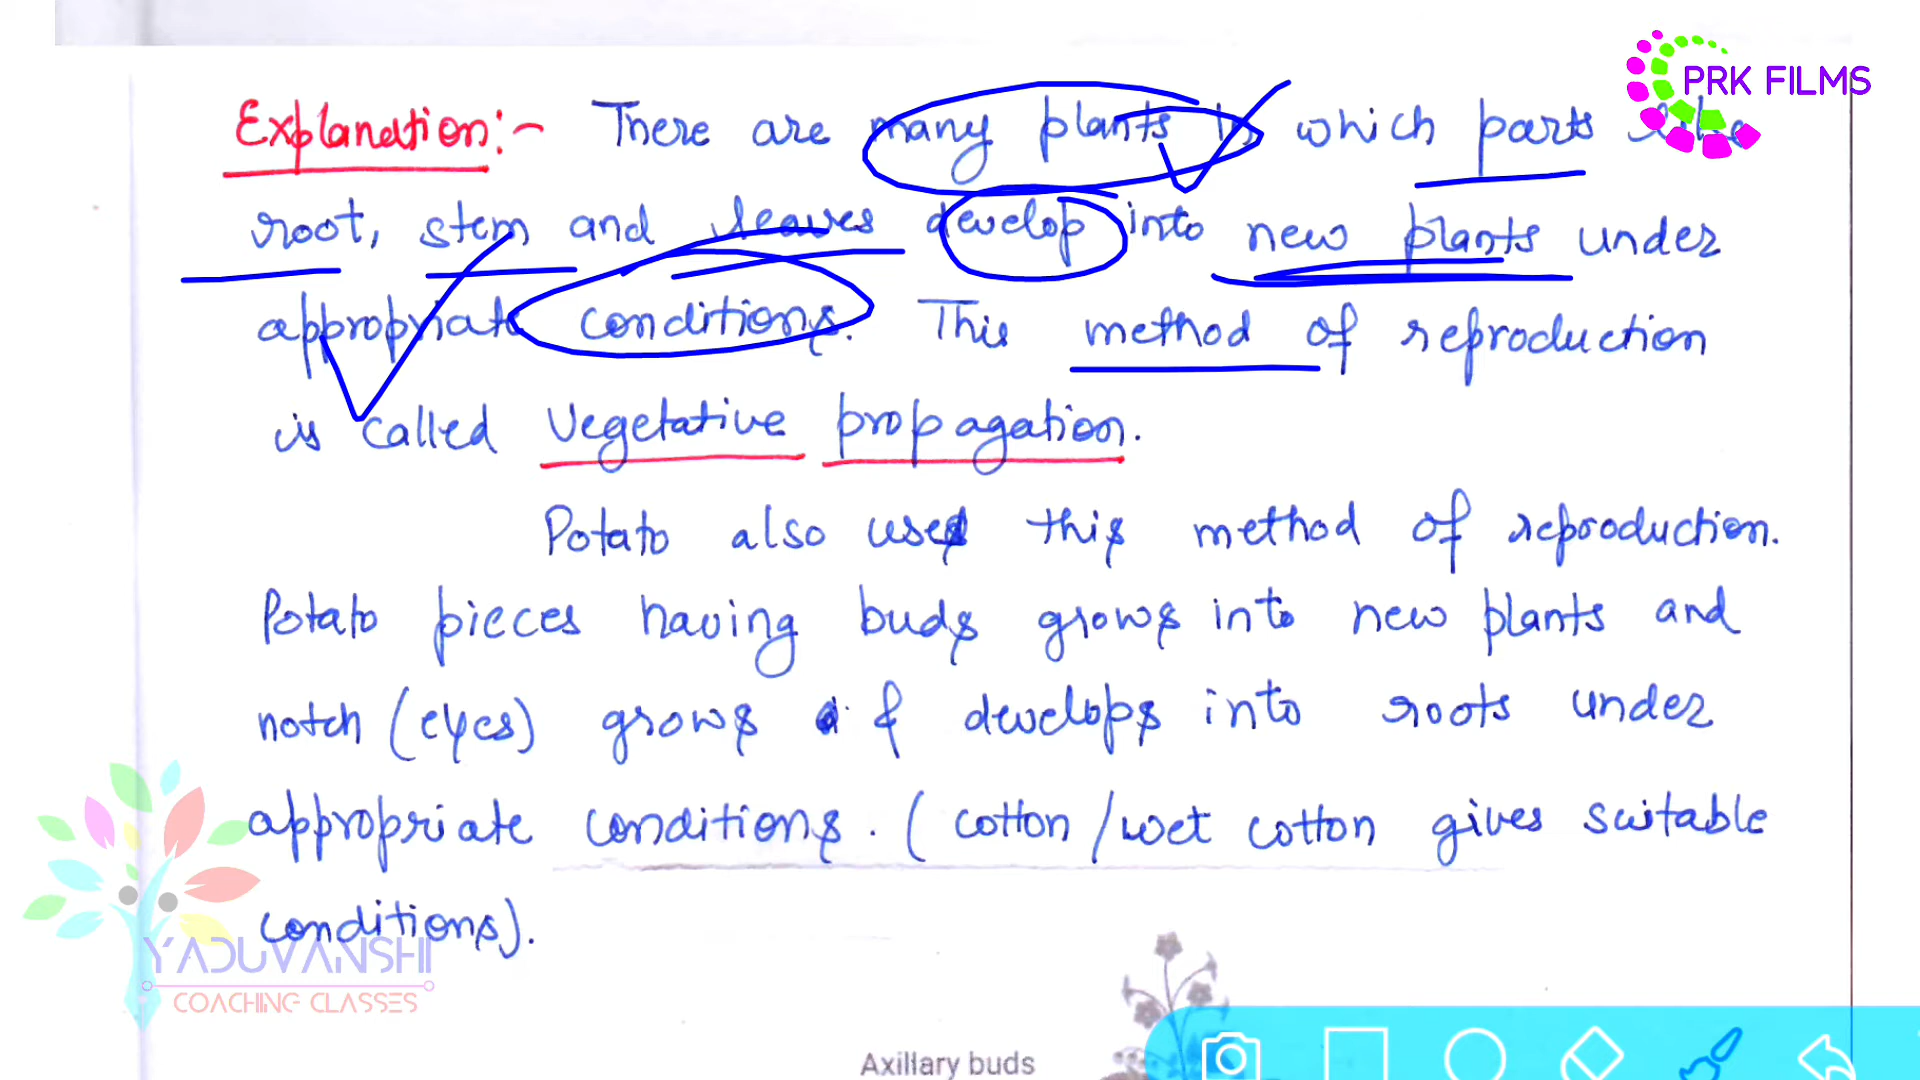 PRK FILMS
Explanation:- There are many plants in which parts like
root, stem and leaves develop into new plants under
appropriate conditions. This method of reproduction
is called Vegetative propagation.
Potato also uses this method of reproduction.
Potato pieces having buds grows into new plants and
notch (eyes) grows & develops into roots under
appropriate conditions. (cotton/wet cotton gives suitable
conditions).
YADUVANSHI
COACHING CLASSES
Axillary buds